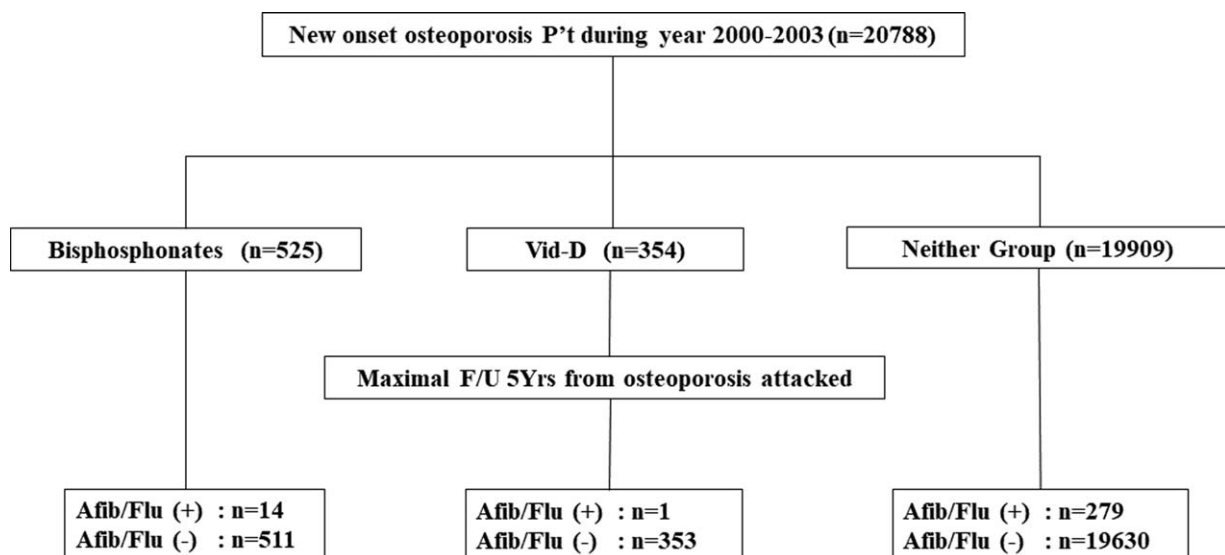 New onset osteoporosis P't during year 2000-2003 (n=20788)
Bisphosphonates (n=525)
Vid-D (n=354)
Neither Group (n=19909)
Maximal F/U 5Yrs from osteoporosis attacked
Afib/Flu (+) : n=14
Afib/Flu (-) : n=511
Afib/Flu (+) : n=1
Afib/Flu (-) : n=353
Afib/Flu (+) : n=279
Afib/Flu (-) : n=19630